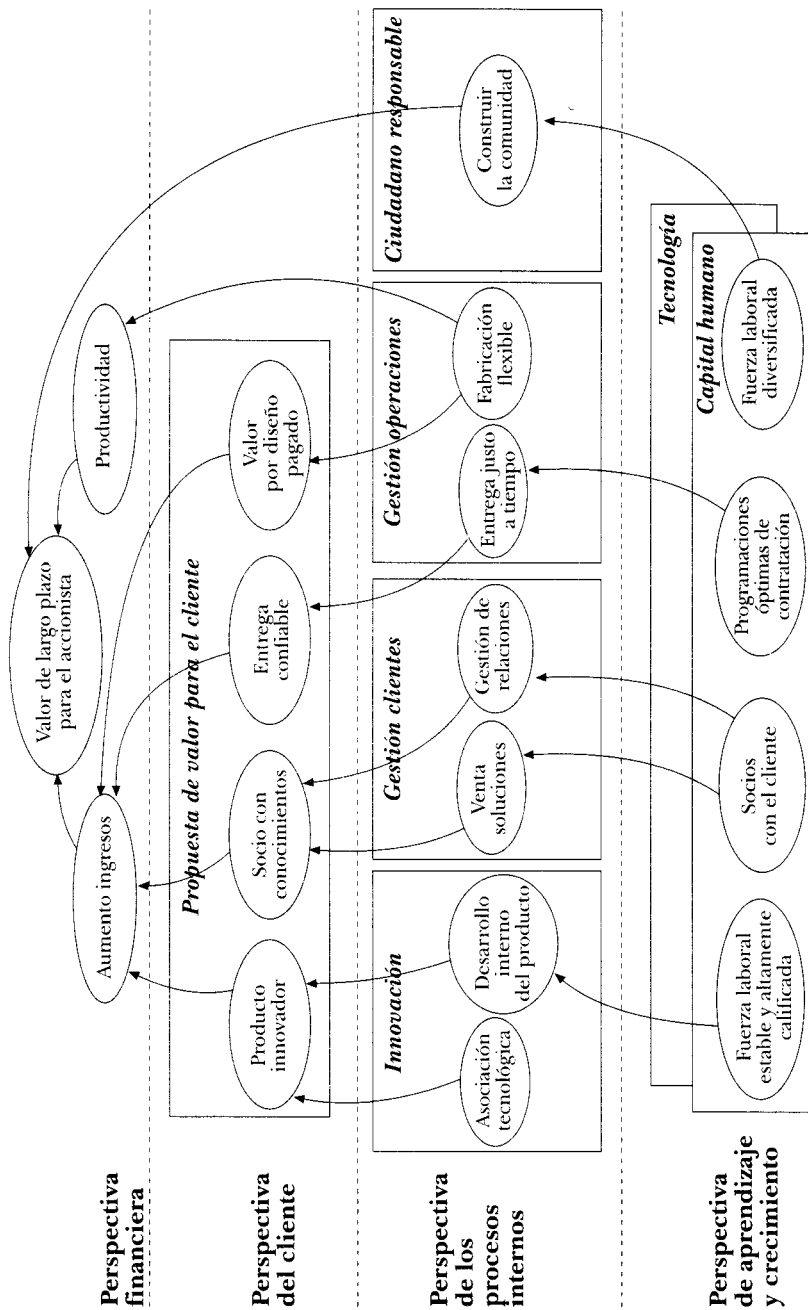 Perspectiva
financiera
Aumento ingresos
Valor de largo plazo
para el accionista
Productividad
Perspectiva
del cliente
Propuesta de valor para el cliente
Producto
innovador
Socio con
conocimientos
Entrega
confiable
Valor
por diseño
pagado
Perspectiva
de los
procesos
internos
Innovación
Asociación
tecnológica
Desarrollo
interno
del producto
Gestión clientes
Venta
soluciones
Gestión de
relaciones
Gestión operaciones
Entrega justo
a tiempo
Fabricación
flexible
Ciudadano responsable
Construir
la comunidad
Perspectiva
de aprendizaje
y crecimiento
Tecnología
Capital humano
Fuerza laboral
estable y altamente
calificada
Socios
con el cliente
Programaciones
óptimas de
contratación
Fuerza laboral
diversificada